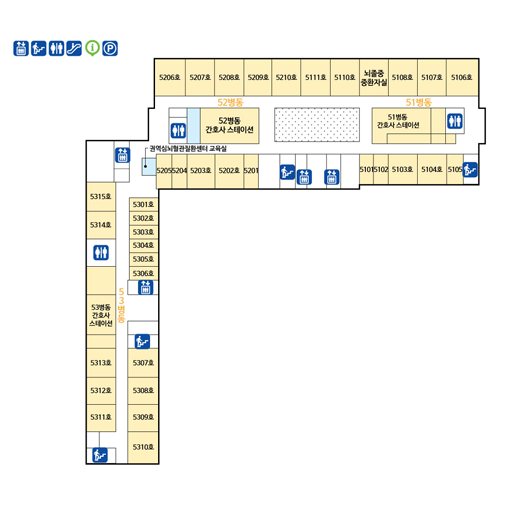 5206호 5207호 5208호 5209호 5210호 5111호 5110호 뇌졸중 5108호 5107호 5106호
중환자실
52병동 51병동
52병동
간호사 스테이션
51병동
간호사 스테이션
권역심뇌혈관질환센터 교육실
5205 5204 5203호 5202호 5201 5101 5102 5103호 5104호 5105
5315호
5301호
5302호
5314호
5303호
5304호
5305호
5306호
53병동
53병동
간호사
스테이션
5313호 5307호
5312호 5308호
5311호 5309호
5310호